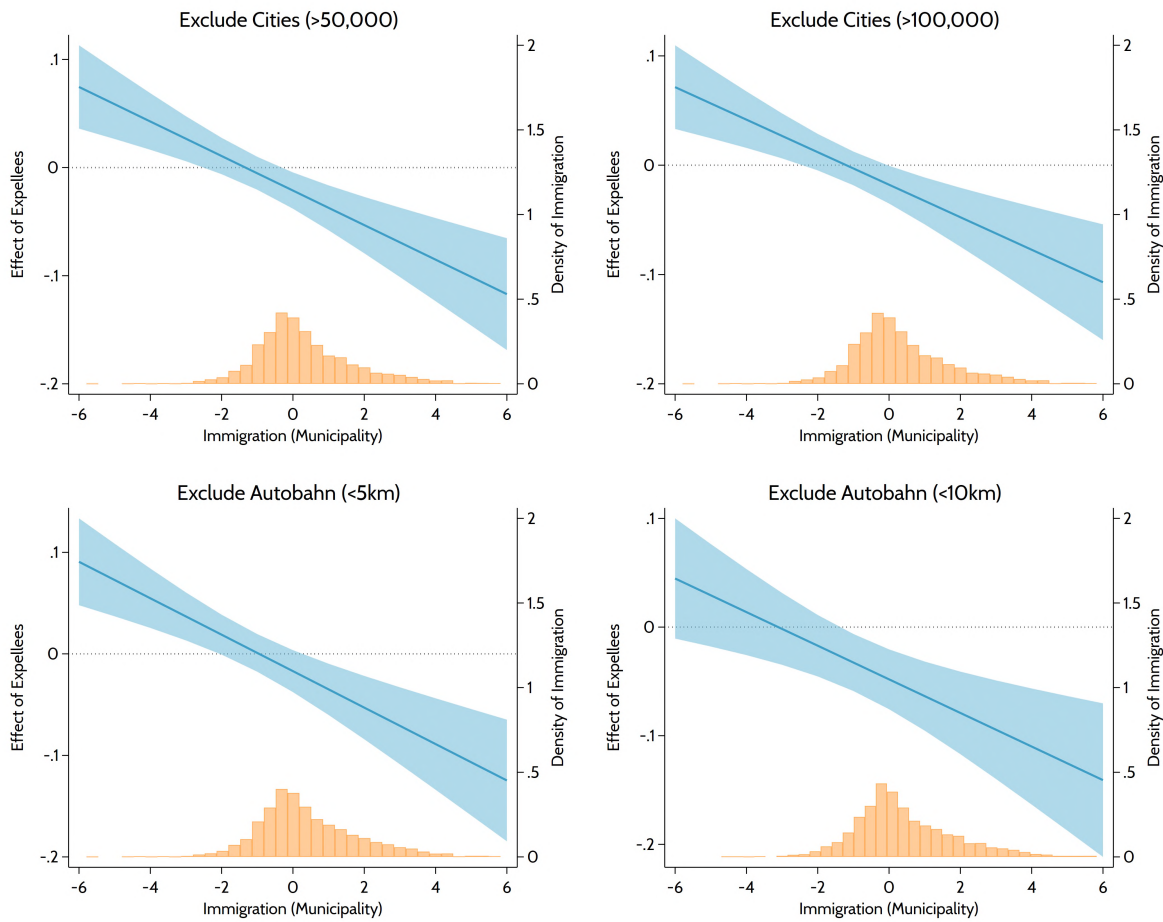 Exclude Cities (>50,000)
.1
0
-.1
-.2
Effect of Expellees
2
1.5
1
.5
0
Density of Immigration
-6 -4 -2 0 2 4 6
Immigration (Municipality)
Exclude Cities (>100,000)
.1
0
-.1
-.2
Effect of Expellees
2
1.5
1
.5
0
Density of Immigration
-6 -4 -2 0 2 4 6
Immigration (Municipality)
Exclude Autobahn (<5km)
.1
0
-.1
-.2
Effect of Expellees
2
1.5
1
.5
0
Density of Immigration
-6 -4 -2 0 2 4 6
Immigration (Municipality)
Exclude Autobahn (<10km)
.1
0
-.1
-.2
Effect of Expellees
2
1.5
1
.5
0
Density of Immigration
-6 -4 -2 0 2 4 6
Immigration (Municipality)